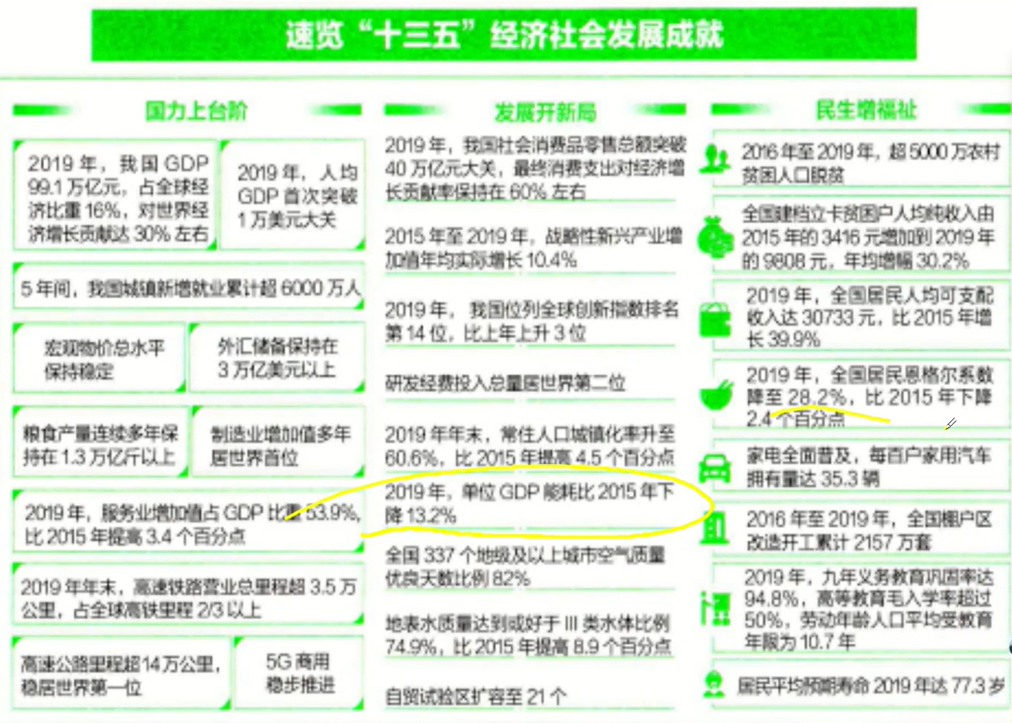 速览“十三五”经济社会发展成就
国力上台阶
2019 年，我国 GDP
99.1 万亿元，占全球经
济比重 16%，对世界经
济增长贡献达 30% 左右
2019 年，人均
GDP 首次突破
1 万美元大关
5 年间，我国城镇新增就业累计超 6000 万人
宏观物价总水平
保持稳定
外汇储备保持在
3 万亿美元以上
粮食产量连续多年保
持在 1.3 万亿斤以上
制造业增加值多年
居世界首位
2019 年，服务业增加值占 GDP 比重 53.9%，
比 2015 年提高 3.4 个百分点
2019 年年末，高速铁路营业总里程超 3.5 万
公里，占全球高铁里程 2/3 以上
高速公路里程超 14 万公里，
稳居世界第一位
5G 商用
稳步推进
发展开新局
2019 年，我国社会消费品零售总额突破
40 万亿元大关，最终消费支出对经济增
长贡献率保持在 60% 左右
2015 年至 2019 年，战略性新兴产业增
加值年均实际增长 10.4%
2019 年， 我国位列全球创新指数排名
第 14 位，比上年上升 3 位
研发经费投入总量居世界第二位
2019 年年末，常住人口城镇化率升至
60.6%，比 2015 年提高 4.5 个百分点
2019 年，单位 GDP 能耗比 2015 年下
降 13.2%
全国 337 个地级及以上城市空气质量
优良天数比例 82%
地表水质量达到或好于 III 类水体比例
74.9%，比 2015 年提高 8.9 个百分点
自贸试验区扩容至 21 个
民生增福祉
2016 年至 2019 年，超 5000 万农村
贫困人口脱贫
全国建档立卡贫困户人均纯收入由
2015 年的 3416 元增加到 2019 年
的 9808 元，年均增幅 30.2%
2019 年，全国居民人均可支配
收入达 30733 元，比 2015 年增
长 39.9%
2019 年，全国居民恩格尔系数
降至 28.2%，比 2015 年下降
2.4 个百分点
家电全面普及，每百户家用汽车
拥有量达 35.3 辆
2016 年至 2019 年，全国棚户区
改造开工累计 2157 万套
2019 年，九年义务教育巩固率达
94.8%，高等教育毛入学率超过
50%，劳动年龄人口平均受教育
年限为 10.7 年
居民平均预期寿命 2019 年达 77.3 岁